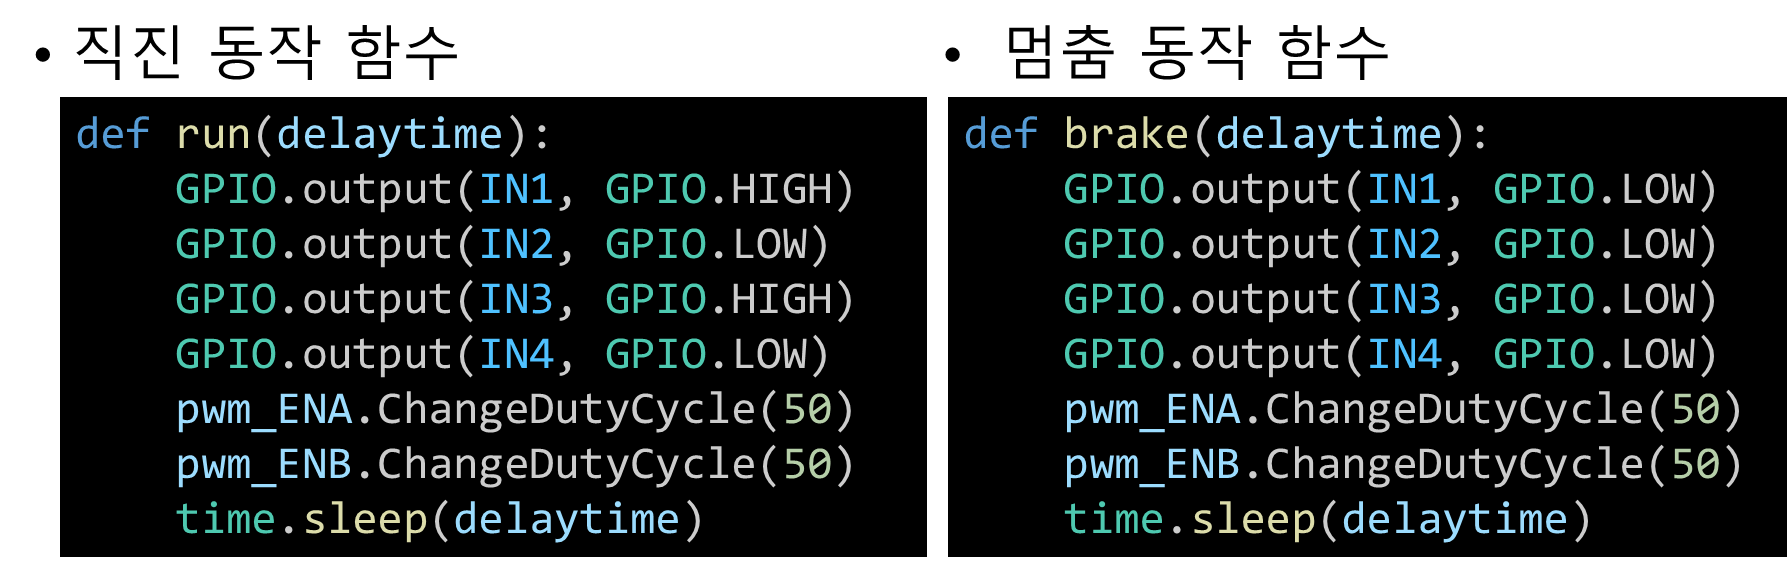 • 직진 동작 함수
def run(delaytime):
    GPIO.output(IN1, GPIO.HIGH)
    GPIO.output(IN2, GPIO.LOW)
    GPIO.output(IN3, GPIO.HIGH)
    GPIO.output(IN4, GPIO.LOW)
    pwm_ENA.ChangeDutyCycle(50)
    pwm_ENB.ChangeDutyCycle(50)
    time.sleep(delaytime)
• 멈춤 동작 함수
def brake(delaytime):
    GPIO.output(IN1, GPIO.LOW)
    GPIO.output(IN2, GPIO.LOW)
    GPIO.output(IN3, GPIO.LOW)
    GPIO.output(IN4, GPIO.LOW)
    pwm_ENA.ChangeDutyCycle(50)
    pwm_ENB.ChangeDutyCycle(50)
    time.sleep(delaytime)